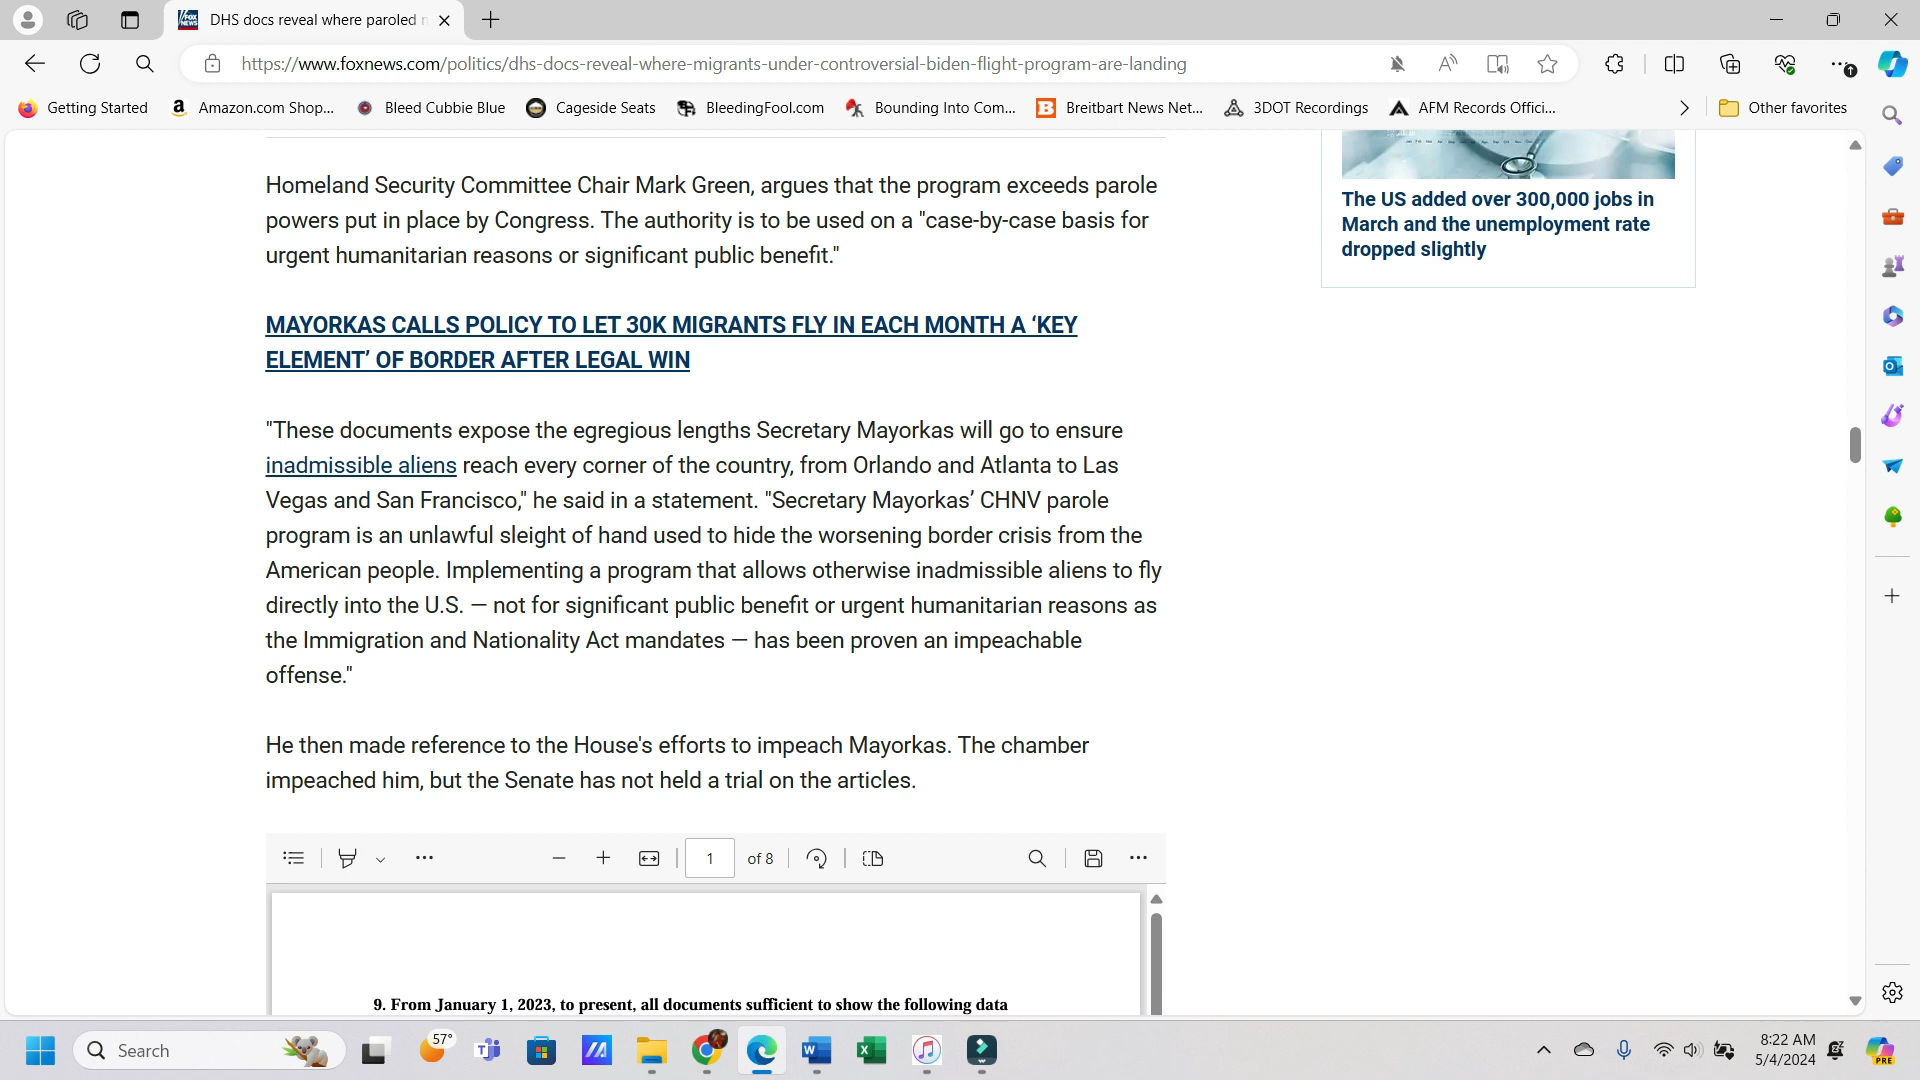 DHS docs reveal where paroled
https://www.foxnews.com/politics/dhs-docs-reveal-where-migrants-under-controversial-biden-flight-program-are-landing
Getting Started
Amazon.com Shop...
Bleed Cubbie Blue
Cageside Seats
BleedingFool.com
Bounding Into Com...
Breitbart News Net...
3DOT Recordings
AFM Records Offici...
Other favorites
Homeland Security Committee Chair Mark Green, argues that the program exceeds parole
powers put in place by Congress. The authority is to be used on a "case-by-case basis for
urgent humanitarian reasons or significant public benefit."
MAYORKAS CALLS POLICY TO LET 30K MIGRANTS FLY IN EACH MONTH A ‘KEY
ELEMENT’ OF BORDER AFTER LEGAL WIN
"These documents expose the egregious lengths Secretary Mayorkas will go to ensure
inadmissible aliens reach every corner of the country, from Orlando and Atlanta to Las
Vegas and San Francisco," he said in a statement. "Secretary Mayorkas’ CHNV parole
program is an unlawful sleight of hand used to hide the worsening border crisis from the
American people. Implementing a program that allows otherwise inadmissible aliens to fly
directly into the U.S. — not for significant public benefit or urgent humanitarian reasons as
the Immigration and Nationality Act mandates — has been proven an impeachable
offense."
He then made reference to the House's efforts to impeach Mayorkas. The chamber
impeached him, but the Senate has not held a trial on the articles.
1 of 8
9. From January 1, 2023, to present, all documents sufficient to show the following data
The US added over 300,000 jobs in
March and the unemployment rate
dropped slightly
Search
57°
8:22 AM
5/4/2024
PRE